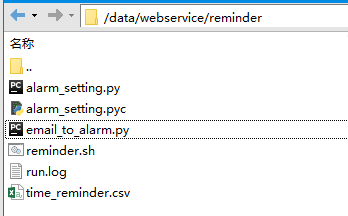 /data/webservice/reminder
名称
..
alarm_setting.py
alarm_setting.pyc
email_to_alarm.py
reminder.sh
run.log
time_reminder.csv